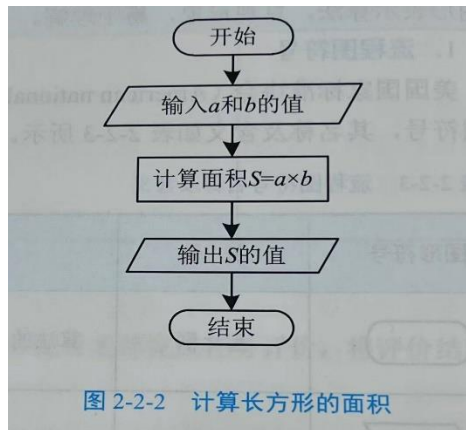 开始
输入a和b的值
计算面积S=a×b
输出S的值
结束
图 2-2-2 计算长方形的面积